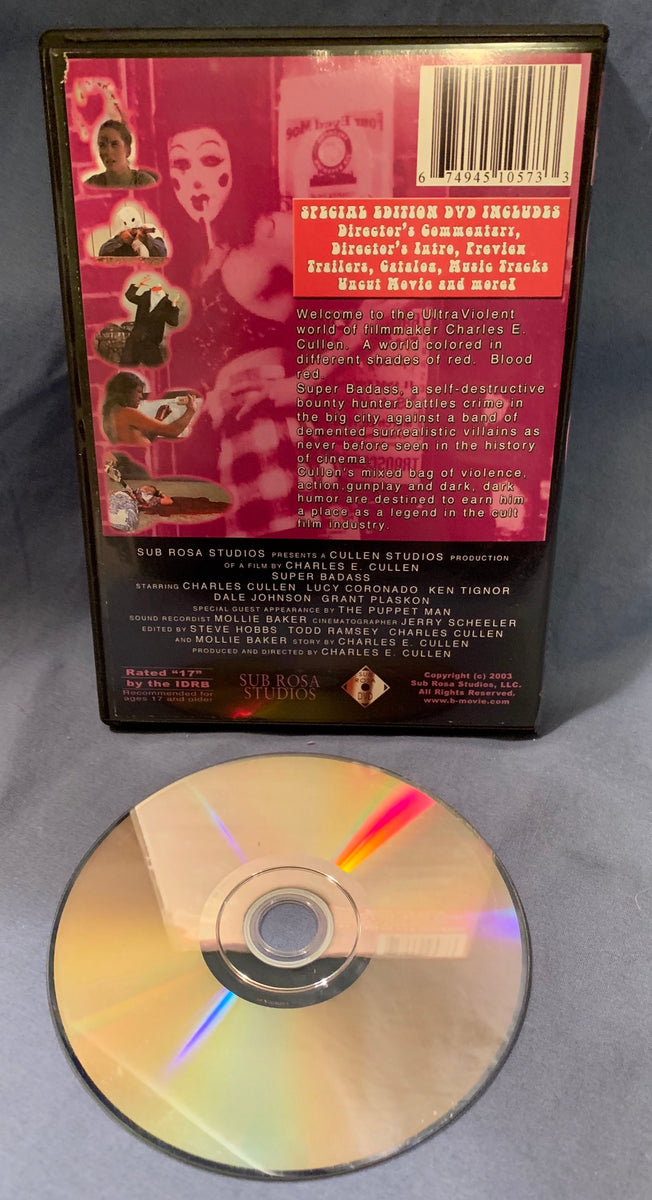 Four Eyed Moe
6 74945 10573 3
SPECIAL EDITION DVD INCLUDES
Director's Commentary,
Director's Intro, Preview
Trailers, Catalog, Music Tracks
Uncut Movie and more!
Welcome to the UltraViolent
world of filmmaker Charles E.
Cullen. A world colored in
different shades of red. Blood
red.
Super Badass, a self-destructive
bounty hunter battles crime in
the big city against a band of
demented surrealistic villains as
never before seen in the history
of cinema.
Cullen's mixed bag of violence,
action,gunplay and dark, dark
humor are destined to earn him
a place as a legend in the cult
film industry.
SUB ROSA STUDIOS PRESENTS A CULLEN STUDIOS PRODUCTION
OF A FILM BY CHARLES E. CULLEN
SUPER BADASS
STARRING CHARLES CULLEN LUCY CORONADO KEN TIGNOR
DALE JOHNSON GRANT PLASKON
SPECIAL GUEST APPEARANCE BY THE PUPPET MAN
SOUND RECORDIST MOLLIE BAKER CINEMATOGRAPHER JERRY SCHEELER
EDITED BY STEVE HOBBS TODD RAMSEY CHARLES CULLEN
AND MOLLIE BAKER STORY BY CHARLES E. CULLEN
PRODUCED AND DIRECTED BY CHARLES E. CULLEN
Rated "17"
by the IDRB
Recommended for
ages 17 and older
SUB ROSA
STUDIOS
DVD
Copyright (c) 2003
Sub Rosa Studios, LLC.
All Rights Reserved.
www.b-movie.com